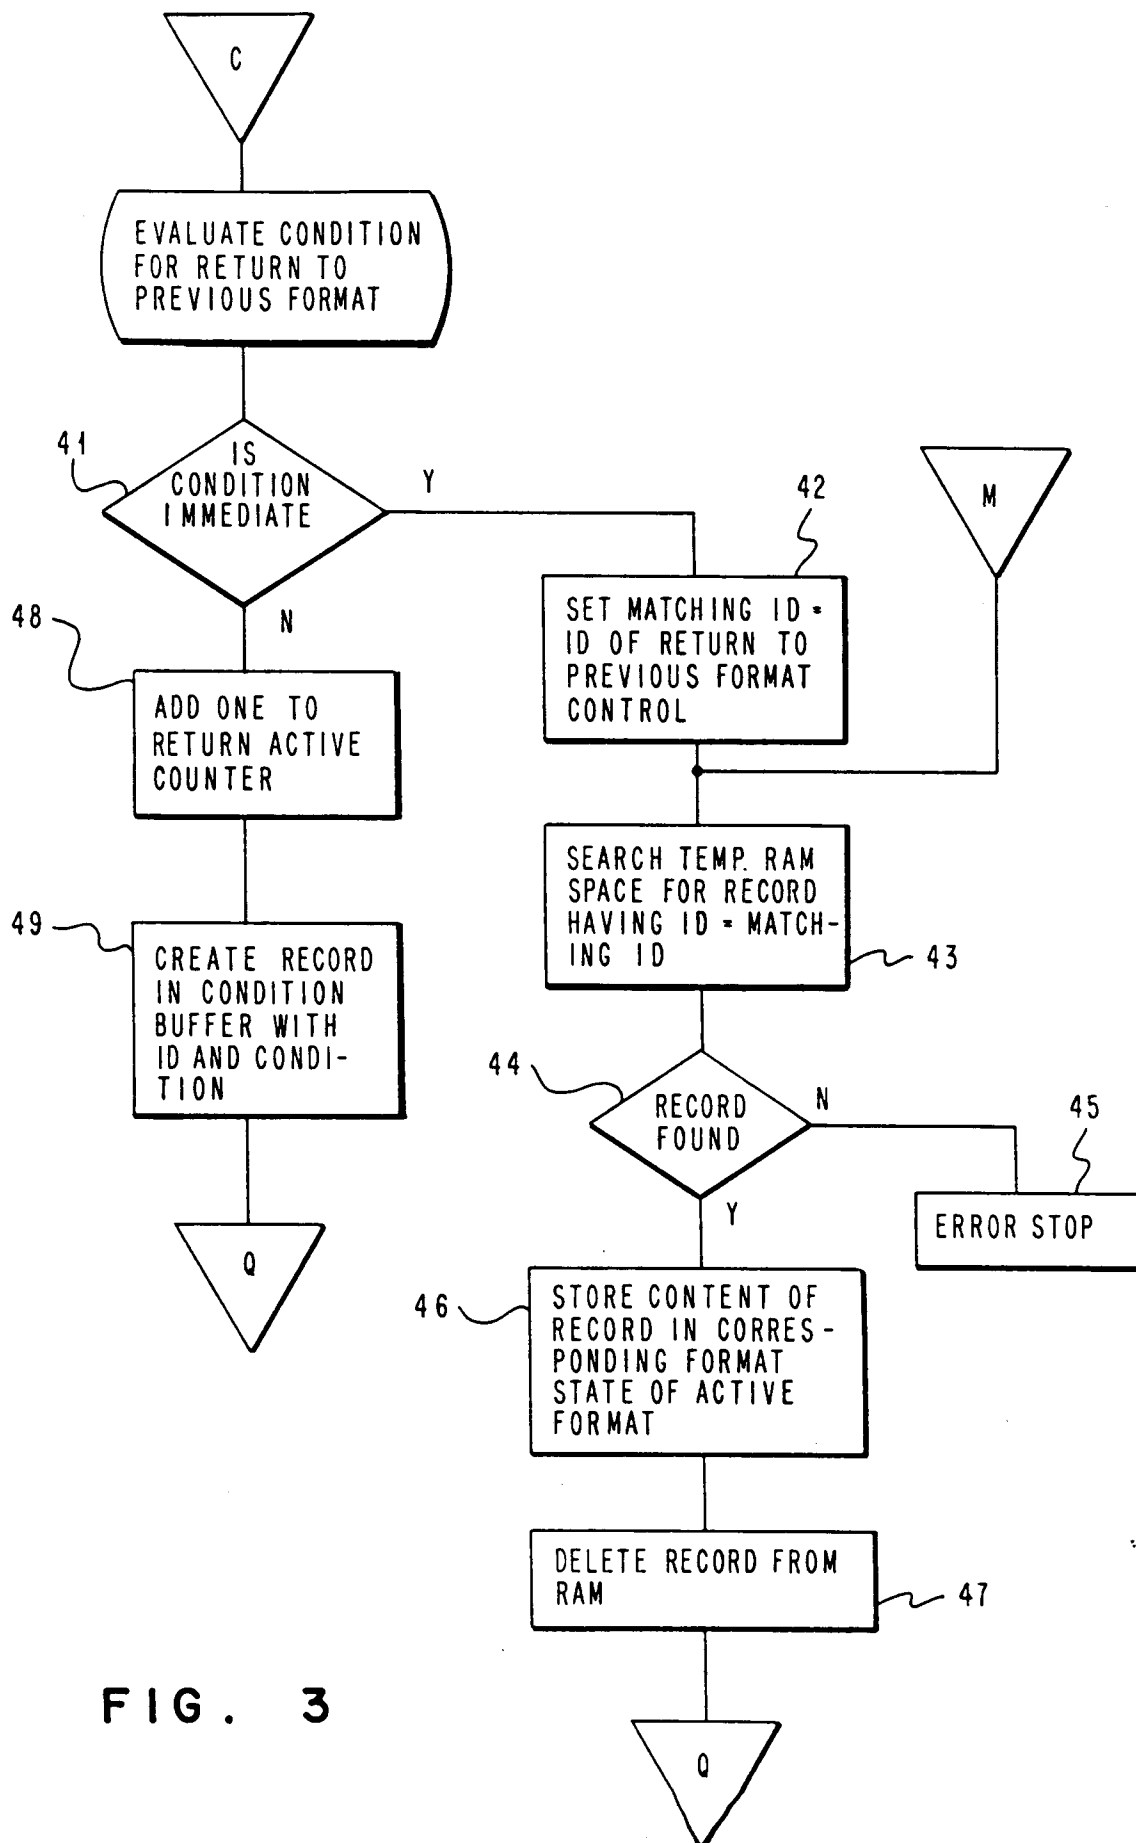 C
EVALUATE CONDITION
FOR RETURN TO
PREVIOUS FORMAT
41
IS
CONDITION
IMMEDIATE
Y
N
48
ADD ONE TO
RETURN ACTIVE
COUNTER
49
CREATE RECORD
IN CONDITION
BUFFER WITH
ID AND CONDI-
TION
Q
42
SET MATCHING ID =
ID OF RETURN TO
PREVIOUS FORMAT
CONTROL
M
SEARCH TEMP. RAM
SPACE FOR RECORD
HAVING ID = MATCH-
ING ID
43
44
RECORD
FOUND
N
Y
45
ERROR STOP
46
STORE CONTENT OF
RECORD IN CORRES-
PONDING FORMAT
STATE OF ACTIVE
FORMAT
DELETE RECORD FROM
RAM
47
Q
FIG. 3